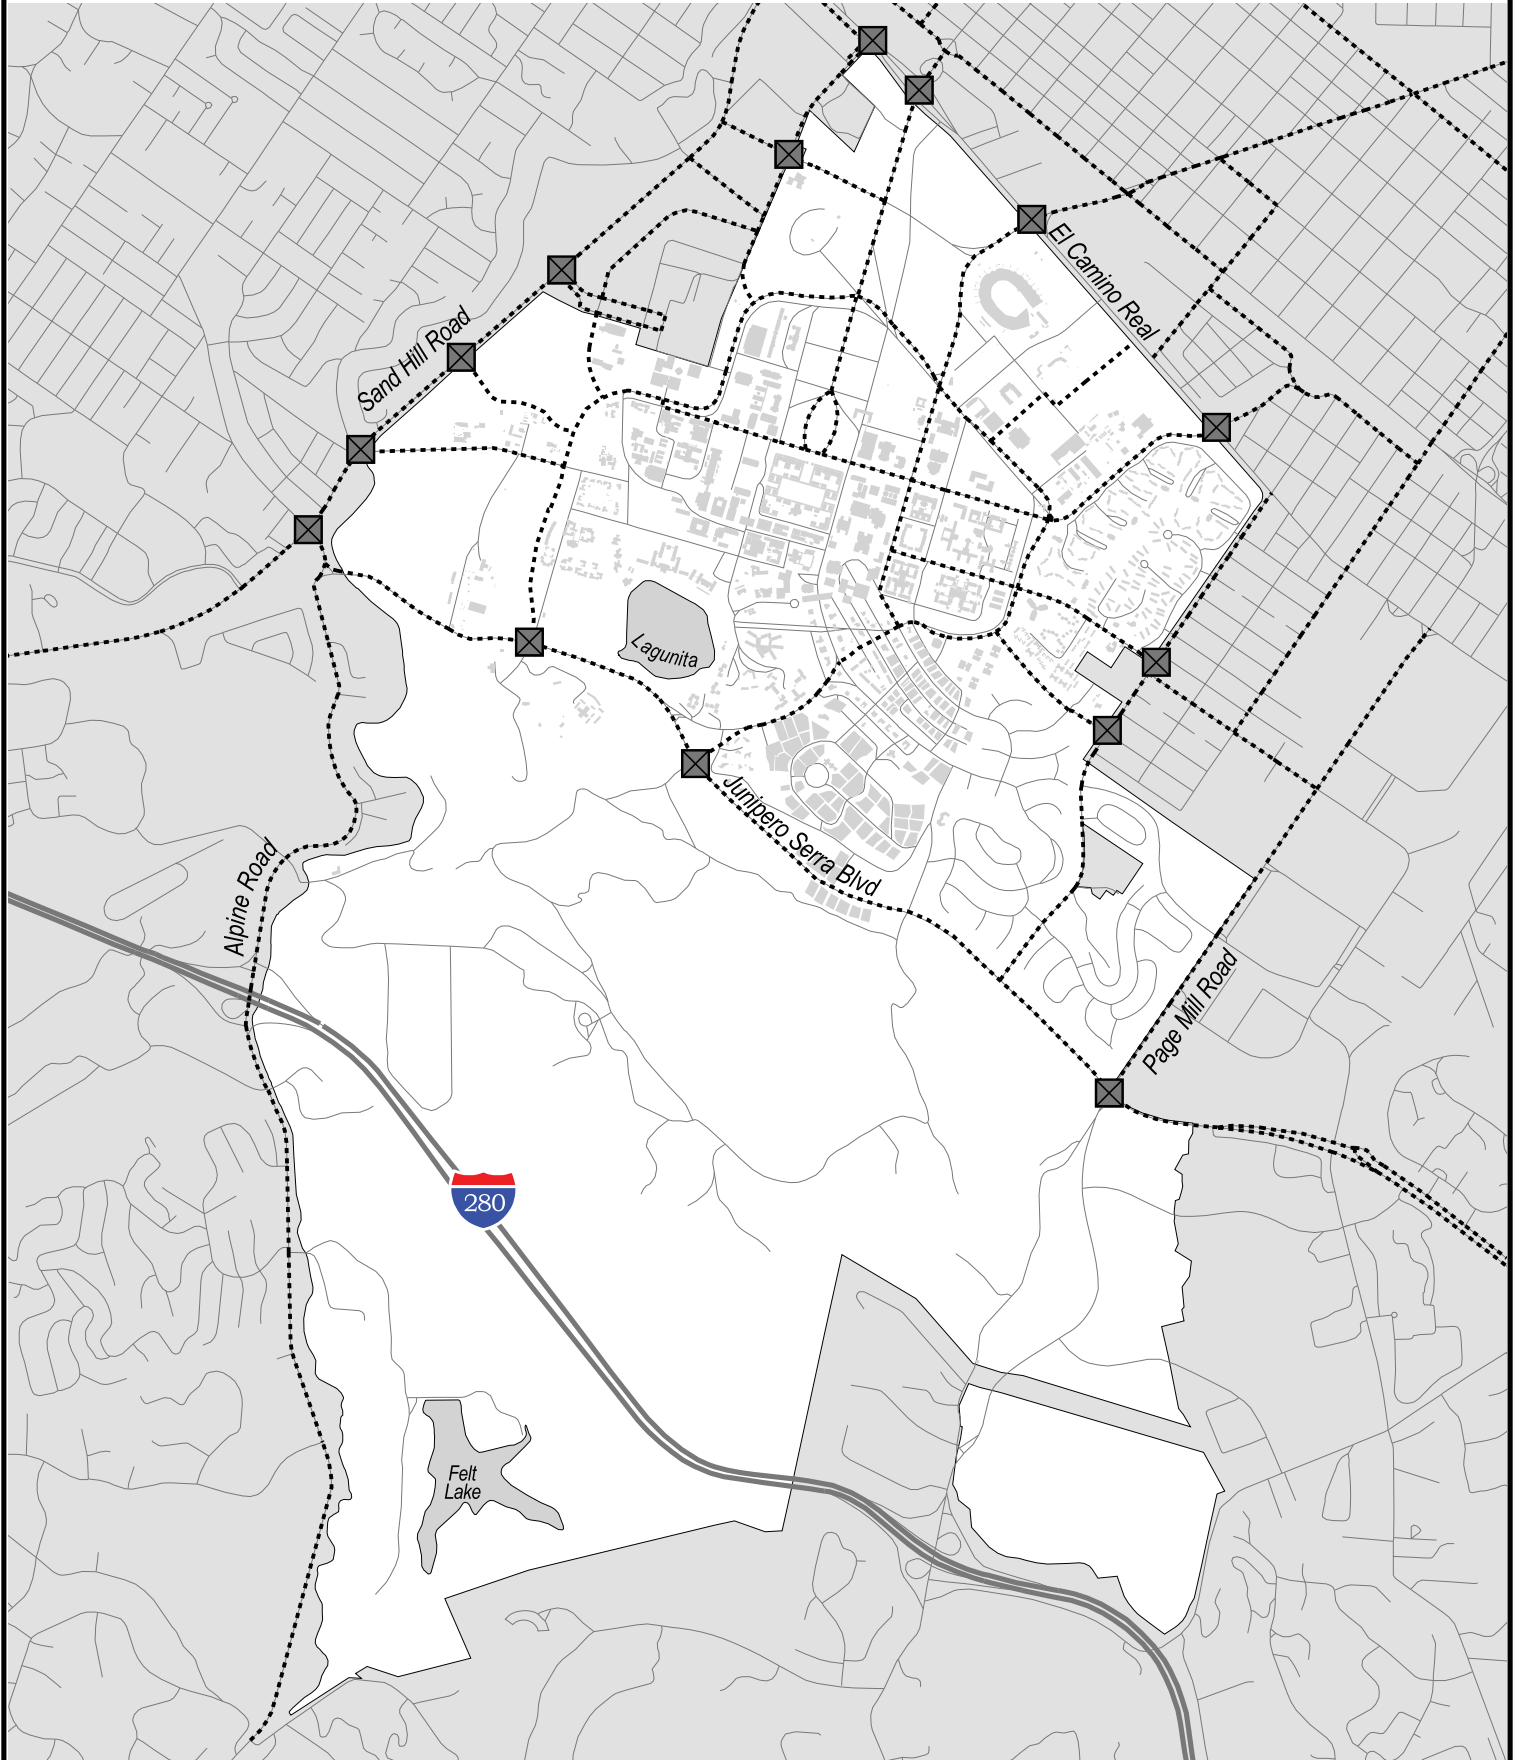 El Camino Real
Sand Hill Road
Lagunita
Junipero Serra Blvd
Alpine Road
Page Mill Road
280
Felt
Lake